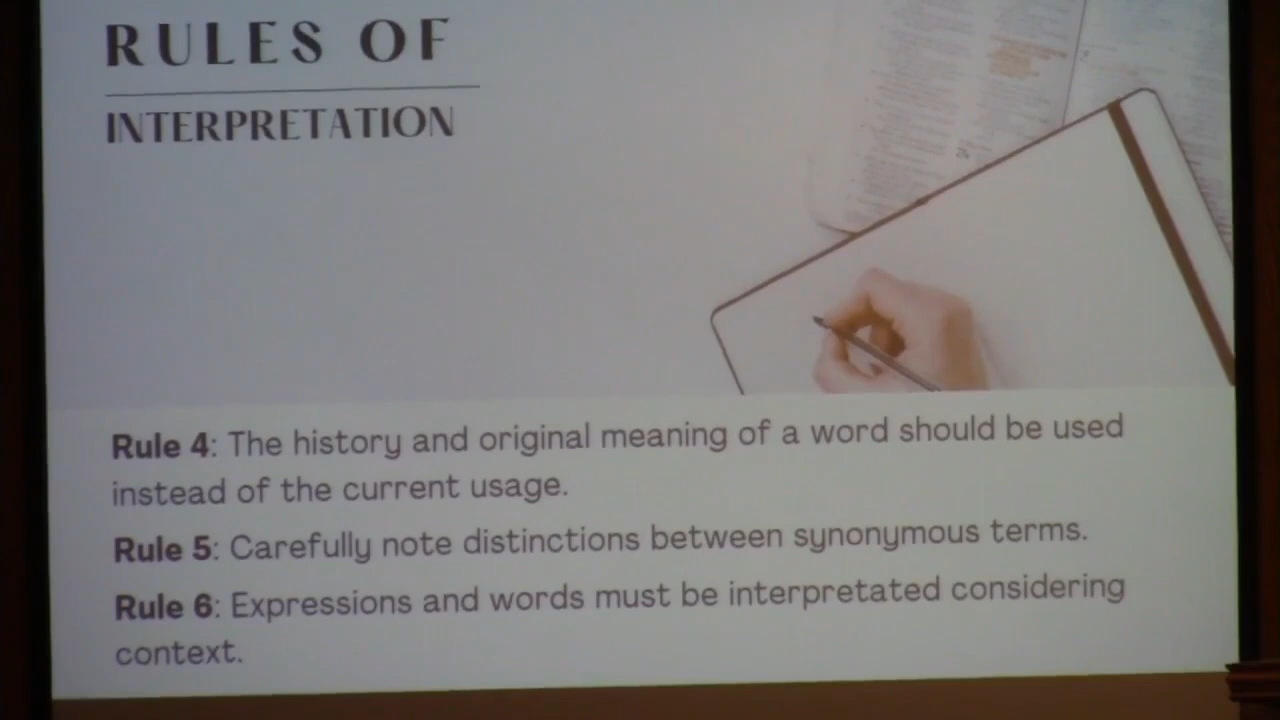 RULES OF
INTERPRETATION
Rule 4: The history and original meaning of a word should be used
instead of the current usage.
Rule 5: Carefully note distinctions between synonymous terms.
Rule 6: Expressions and words must be interpretated considering
context.